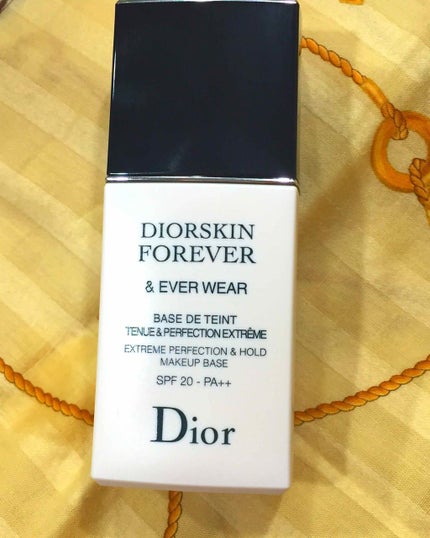 DIORSKIN
FOREVER
& EVER WEAR
BASE DE TEINT
TENUE & PERFECTION EXTRÊME
EXTREME PERFECTION & HOLD
MAKEUP BASE
SPF 20 - PA++
Dior